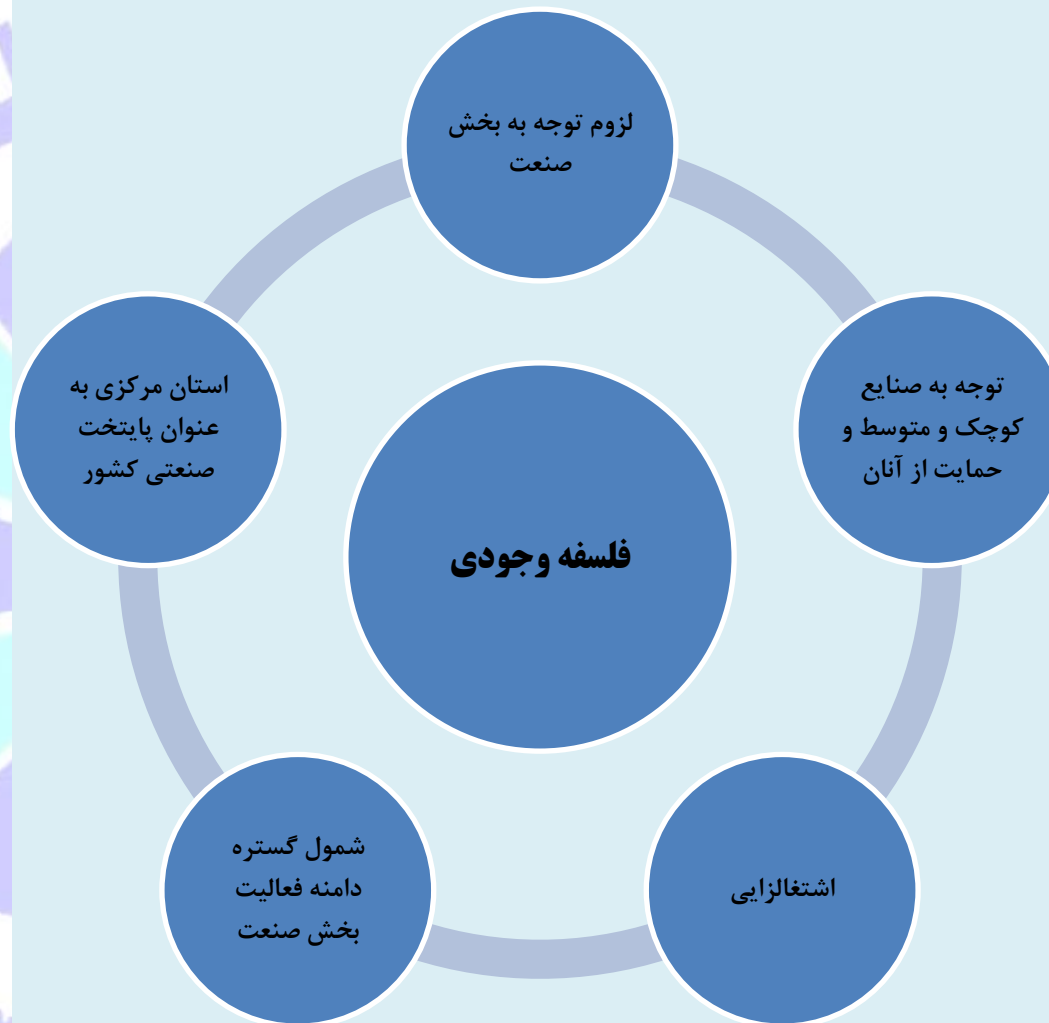 لزوم توجه به بخش
صنعت
توجه به صنایع
کوچک و متوسط و
حمایت از آنان
اشتغالزایی
شمول گستره
دامنه فعالیت
بخش صنعت
استان مرکزی به
عنوان پایتخت
صنعتی کشور
فلسفه وجودی